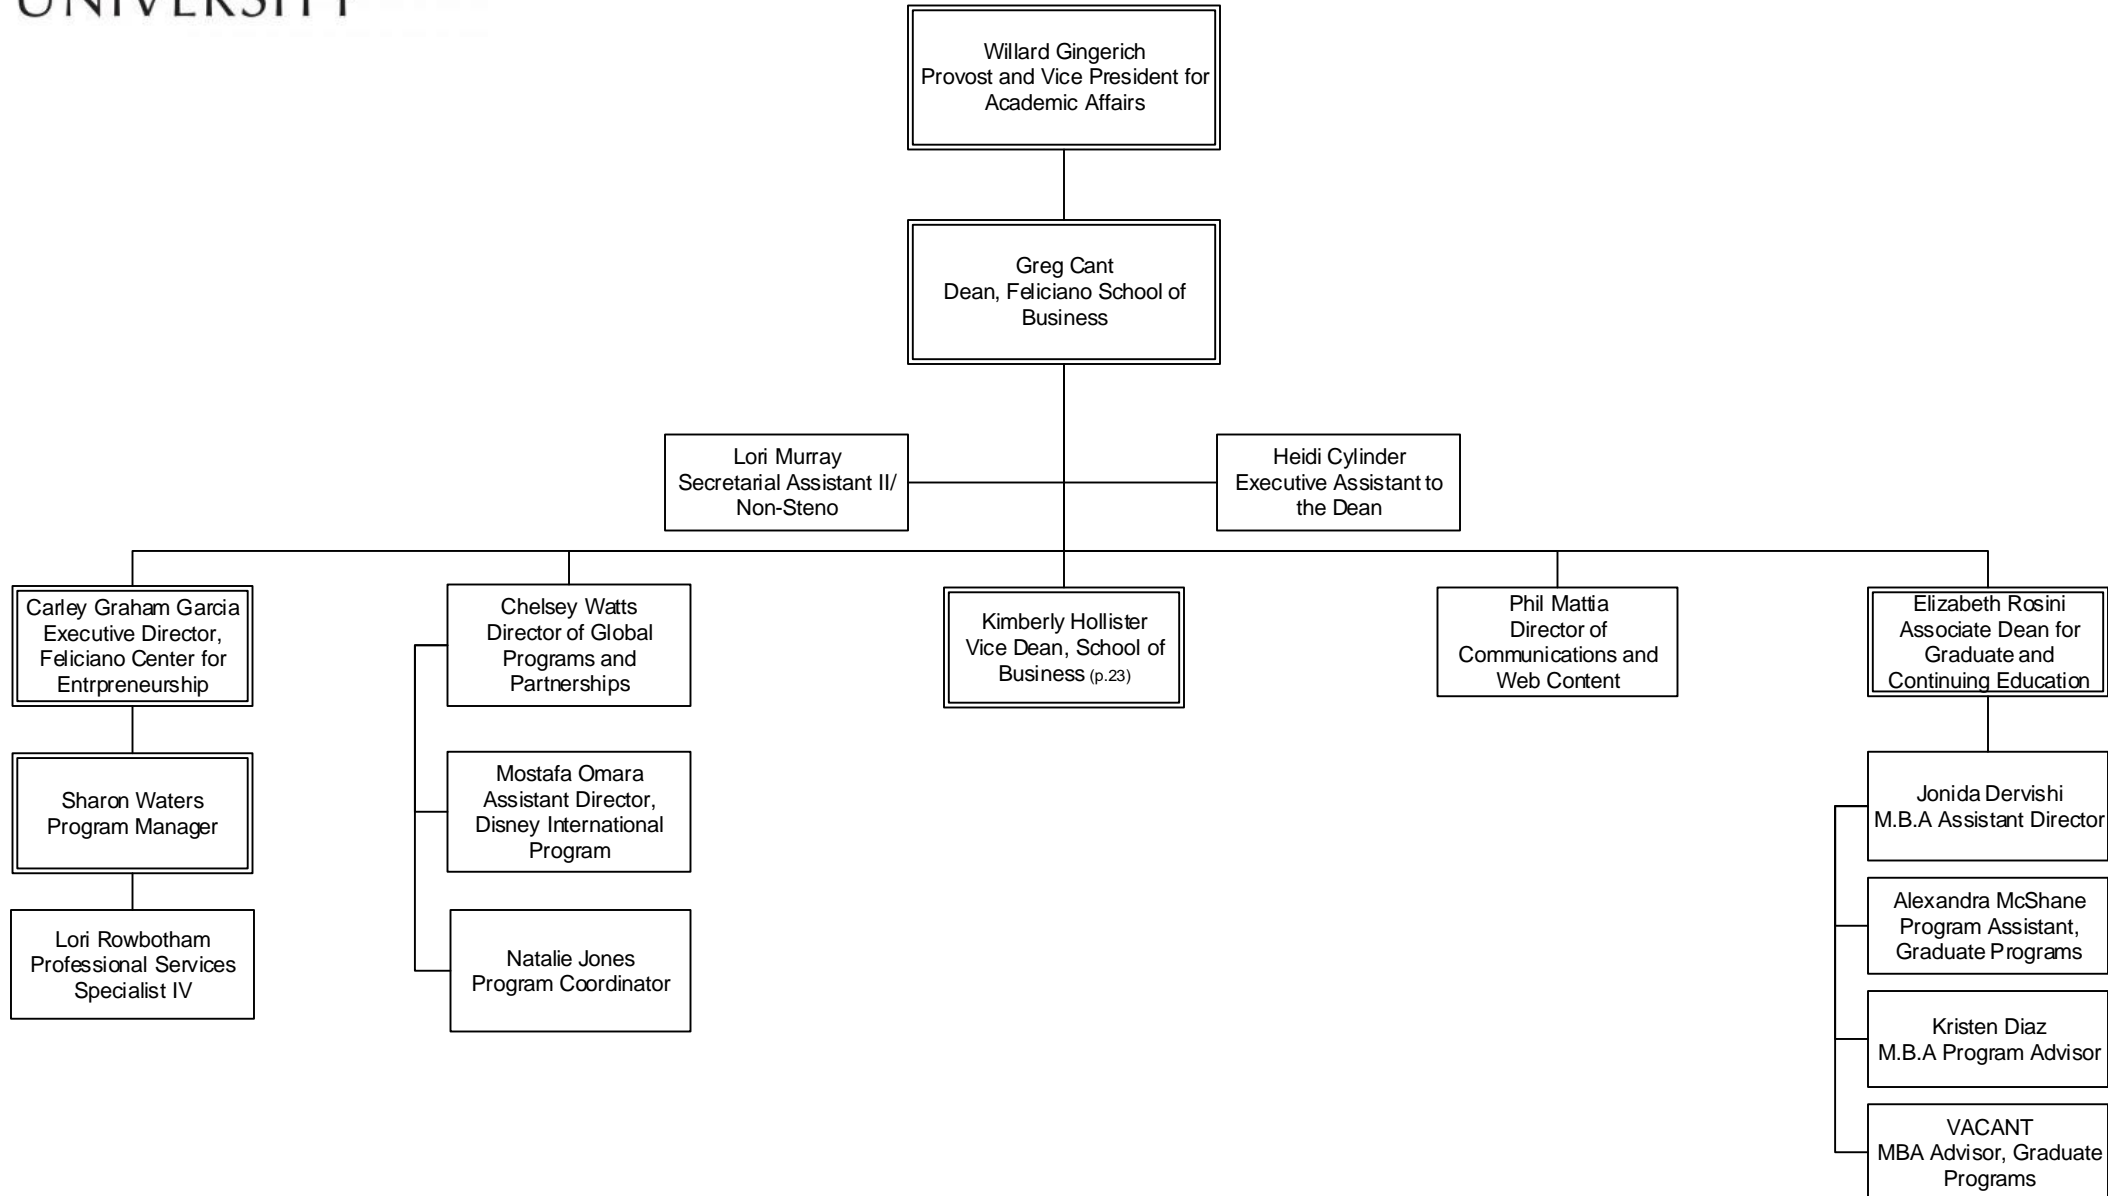 UNIVERSITY
Willard Gingerich
Provost and Vice President for
Academic Affairs
Greg Cant
Dean, Feliciano School of
Business
Lori Murray
Secretarial Assistant II/
Non-Steno
Heidi Cylinder
Executive Assistant to
the Dean
Carley Graham Garcia
Executive Director,
Feliciano Center for
Entrpreneurship
Chelsey Watts
Director of Global
Programs and
Partnerships
Kimberly Hollister
Vice Dean, School of
Business (p.23)
Phil Mattia
Director of
Communications and
Web Content
Elizabeth Rosini
Associate Dean for
Graduate and
Continuing Education
Sharon Waters
Program Manager
Mostafa Omara
Assistant Director,
Disney International
Program
Jonida Dervishi
M.B.A Assistant Director
Lori Rowbotham
Professional Services
Specialist IV
Natalie Jones
Program Coordinator
Alexandra McShane
Program Assistant,
Graduate Programs
Kristen Diaz
M.B.A Program Advisor
VACANT
MBA Advisor, Graduate
Programs